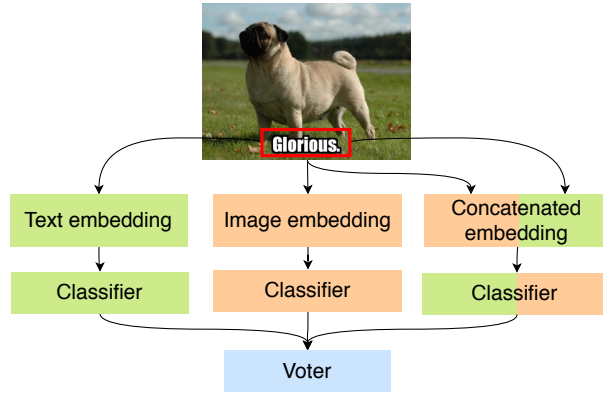 Glorious.
Text embedding
Image embedding
Concatenated
embedding
Classifier
Classifier
Classifier
Voter